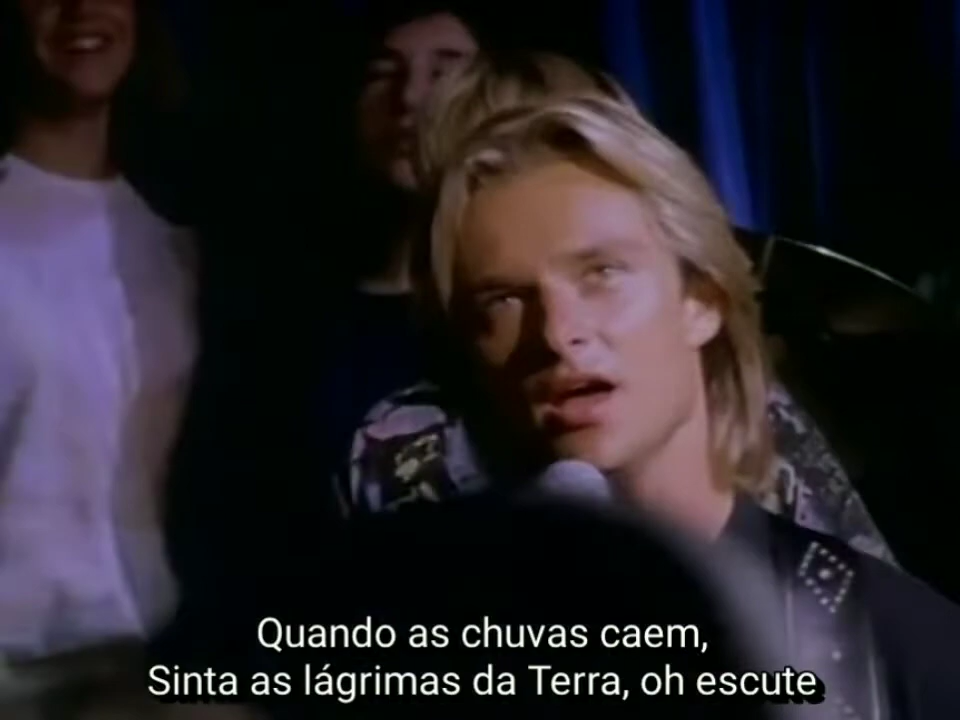 Quando as chuvas caem,
Sinta as lágrimas da Terra, oh escute